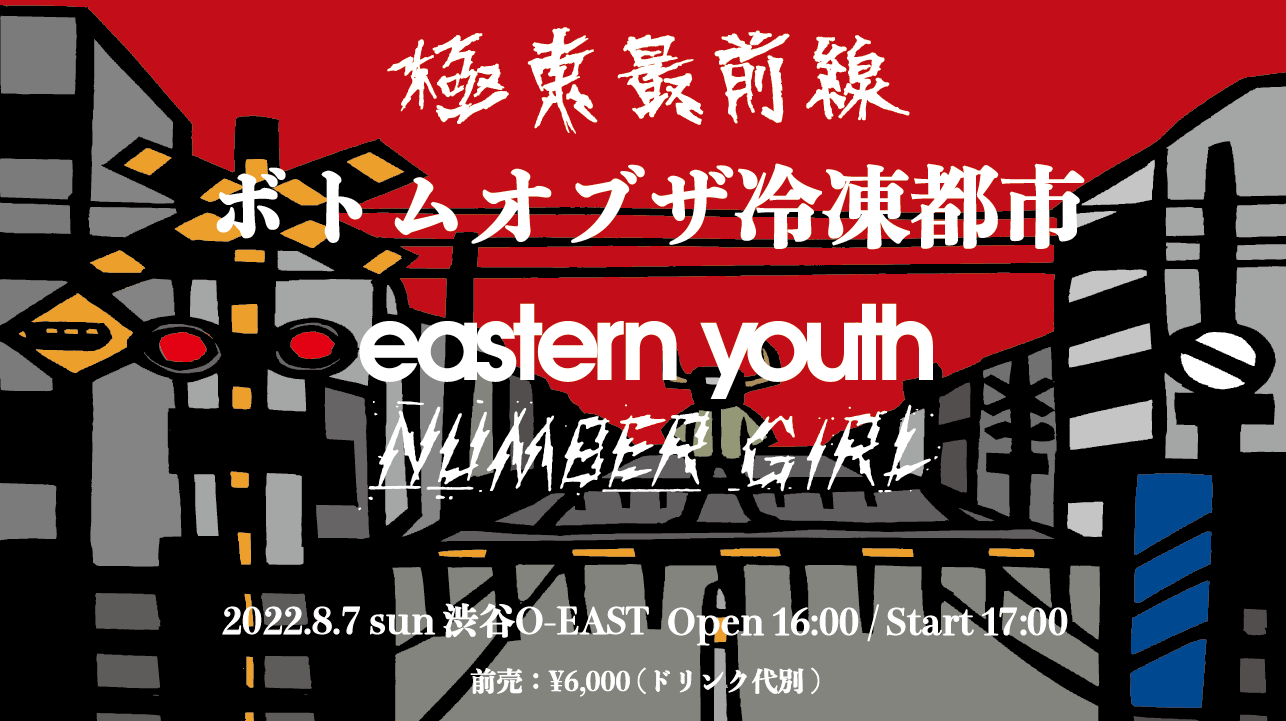 極東最前線
ボトムオブザ冷凍都市
eastern youth
NUMBER GIRL
2022.8.7 sun 渋谷O-EAST Open 16:00 / Start 17:00
前売：¥6,000（ドリンク代別）